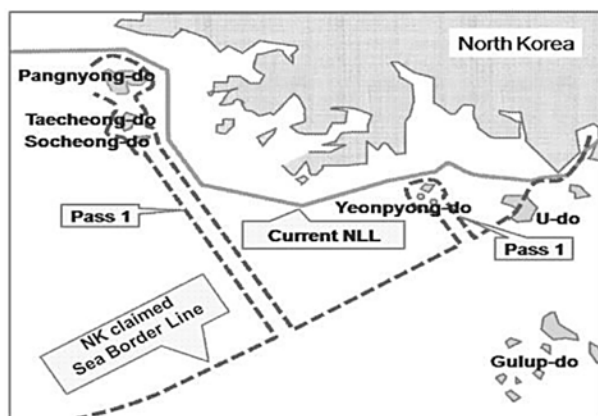 North Korea
Pangnyong-do
Taecheong-do
Socheong-do
Pass 1
Yeonpyong-do
Current NLL
U-do
Pass 1
NK claimed
Sea Border Line
Gulup-do